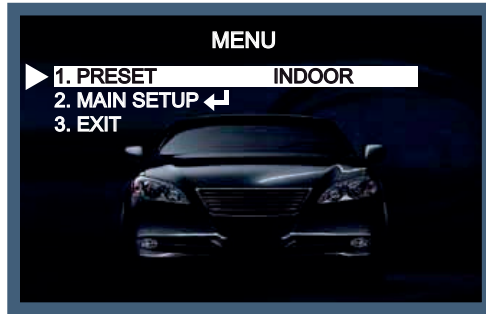 MENU
1. PRESET INDOOR
2. MAIN SETUP ↵
3. EXIT